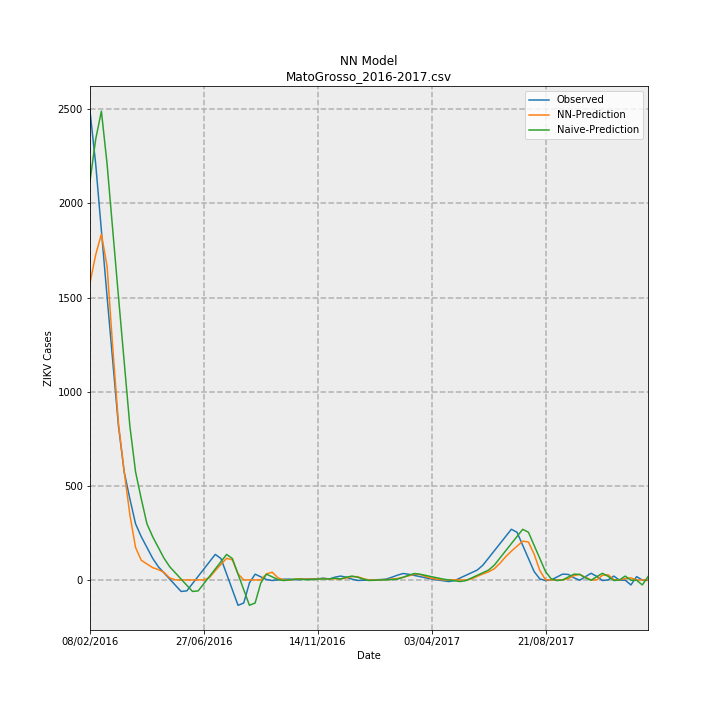 NN Model
MatoGrosso_2016-2017.csv
Observed
NN-Prediction
Naive-Prediction
2500
2000
1500
1000
500
0
ZIKV Cases
08/02/2016
27/06/2016
14/11/2016
03/04/2017
21/08/2017
Date